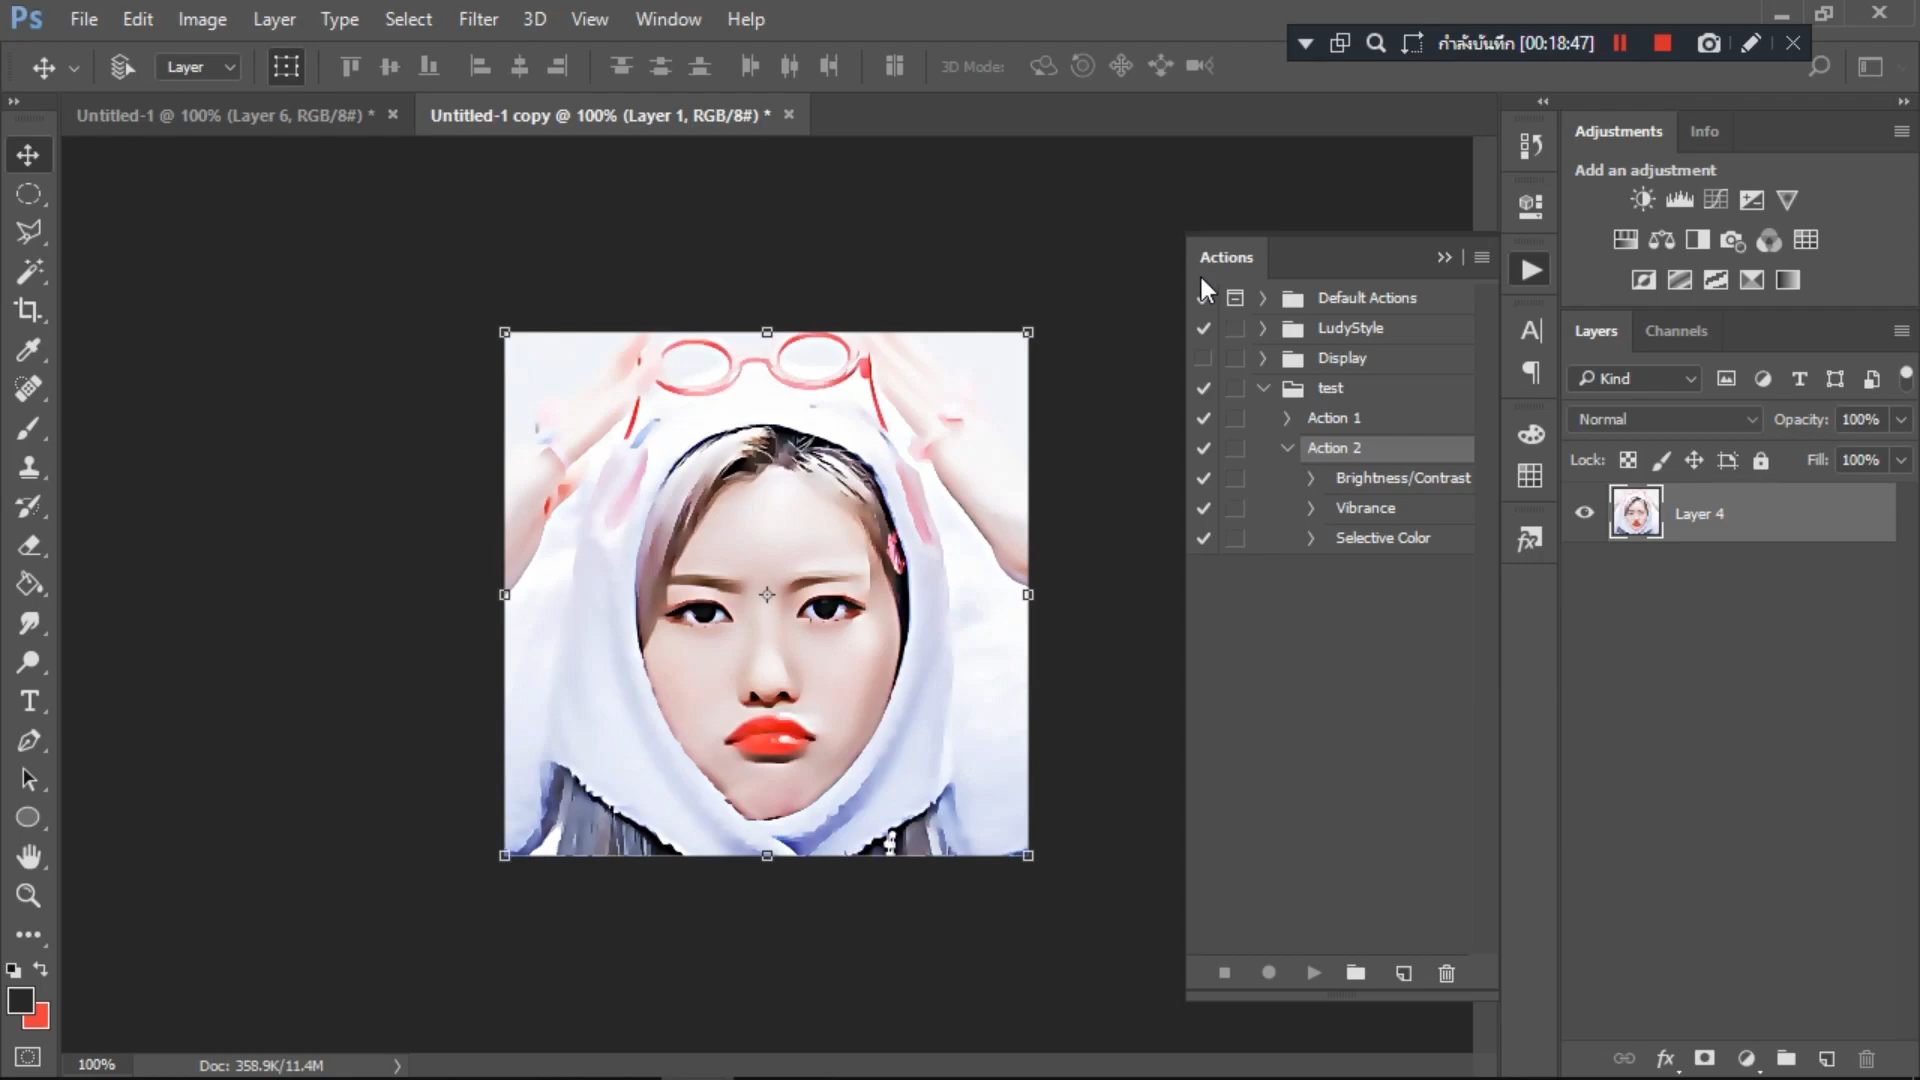 Ps File Edit Image Layer Type Select Filter 3D View Window Help
กำลังบันทึก [00:18:47]
Layer 3D Mode:
Untitled-1 @ 100% (Layer 6, RGB/8#) * Untitled-1 copy @ 100% (Layer 1, RGB/8#) *
Adjustments Info
Add an adjustment
Actions
Default Actions
LudyStyle
Display
test
Action 1
Action 2
Brightness/Contrast
Vibrance
Selective Color
Layers Channels
Kind
Normal Opacity: 100%
Lock: Fill: 100%
Layer 4
100% Doc: 358.9K/11.4M